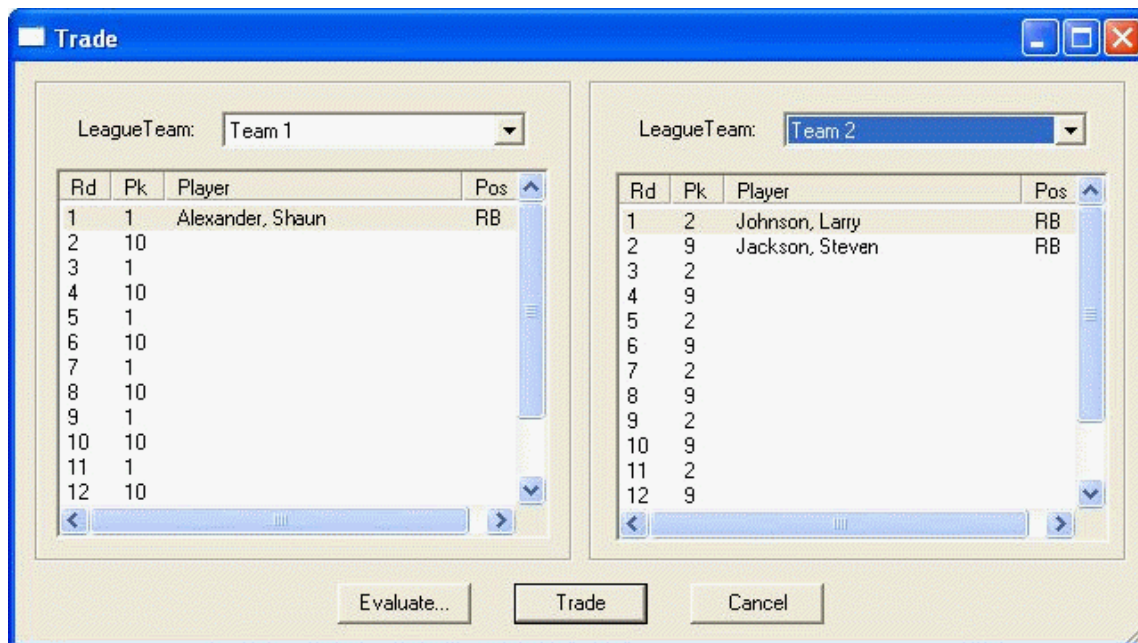 Trade
LeagueTeam: Team 1
Rd Pk Player Pos
1 1 Alexander, Shaun RB
2 10
3 1
4 10
5 1
6 10
7 1
8 10
9 1
10 10
11 1
12 10
LeagueTeam: Team 2
Rd Pk Player Pos
1 2 Johnson, Larry RB
2 9 Jackson, Steven RB
3 2
4 9
5 2
6 9
7 2
8 9
9 2
10 9
11 2
12 9
Evaluate... Trade Cancel